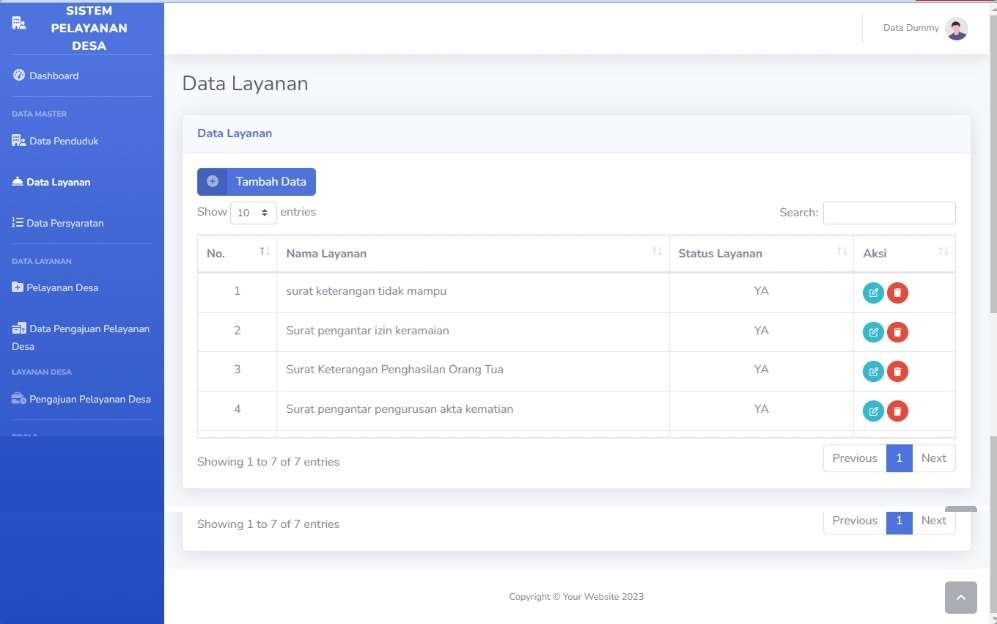 SISTEM
PELAYANAN
DESA
Dashboard
DATA MASTER
Data Penduduk
Data Layanan
Data Persyaratan
DATA LAYANAN
Pelayanan Desa
Data Pengajuan Pelayanan
Desa
LAYANAN DESA
Pengajuan Pelayanan Desa
Data Dummy
Data Layanan
Data Layanan
Tambah Data
Show 10 entries
Search:
No. Nama Layanan Status Layanan Aksi
1 surat keterangan tidak mampu YA
2 Surat pengantar izin keramaian YA
3 Surat Keterangan Penghasilan Orang Tua YA
4 Surat pengantar pengurusan akta kematian YA
Showing 1 to 7 of 7 entries Previous 1 Next
Showing 1 to 7 of 7 entries Previous 1 Next
Copyright © Your Website 2023